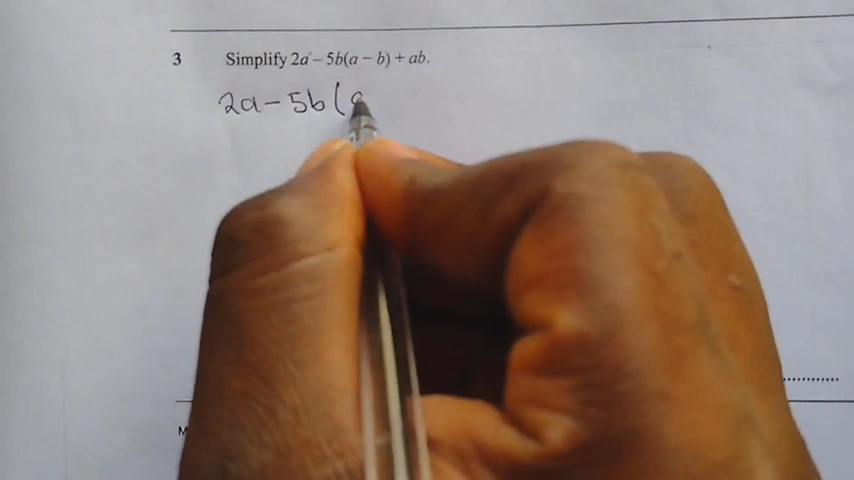 3 Simplify 2a – 5b(a – b) + ab.
2a – 5b (a
M